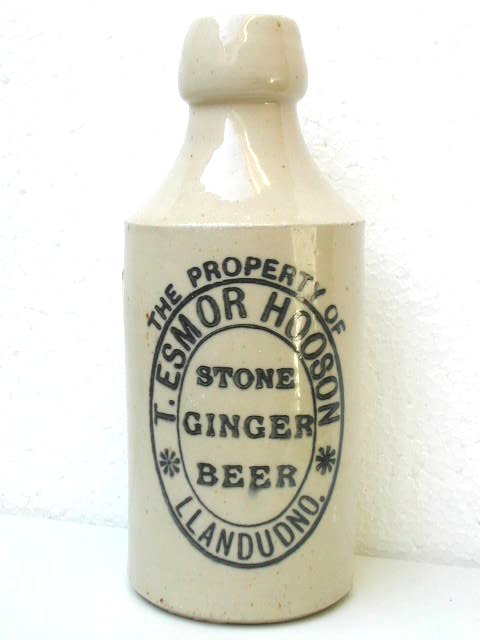 THE PROPERTY OF
T. ESMOR HOOSON
STONE
GINGER
BEER
LLANDUDNO.